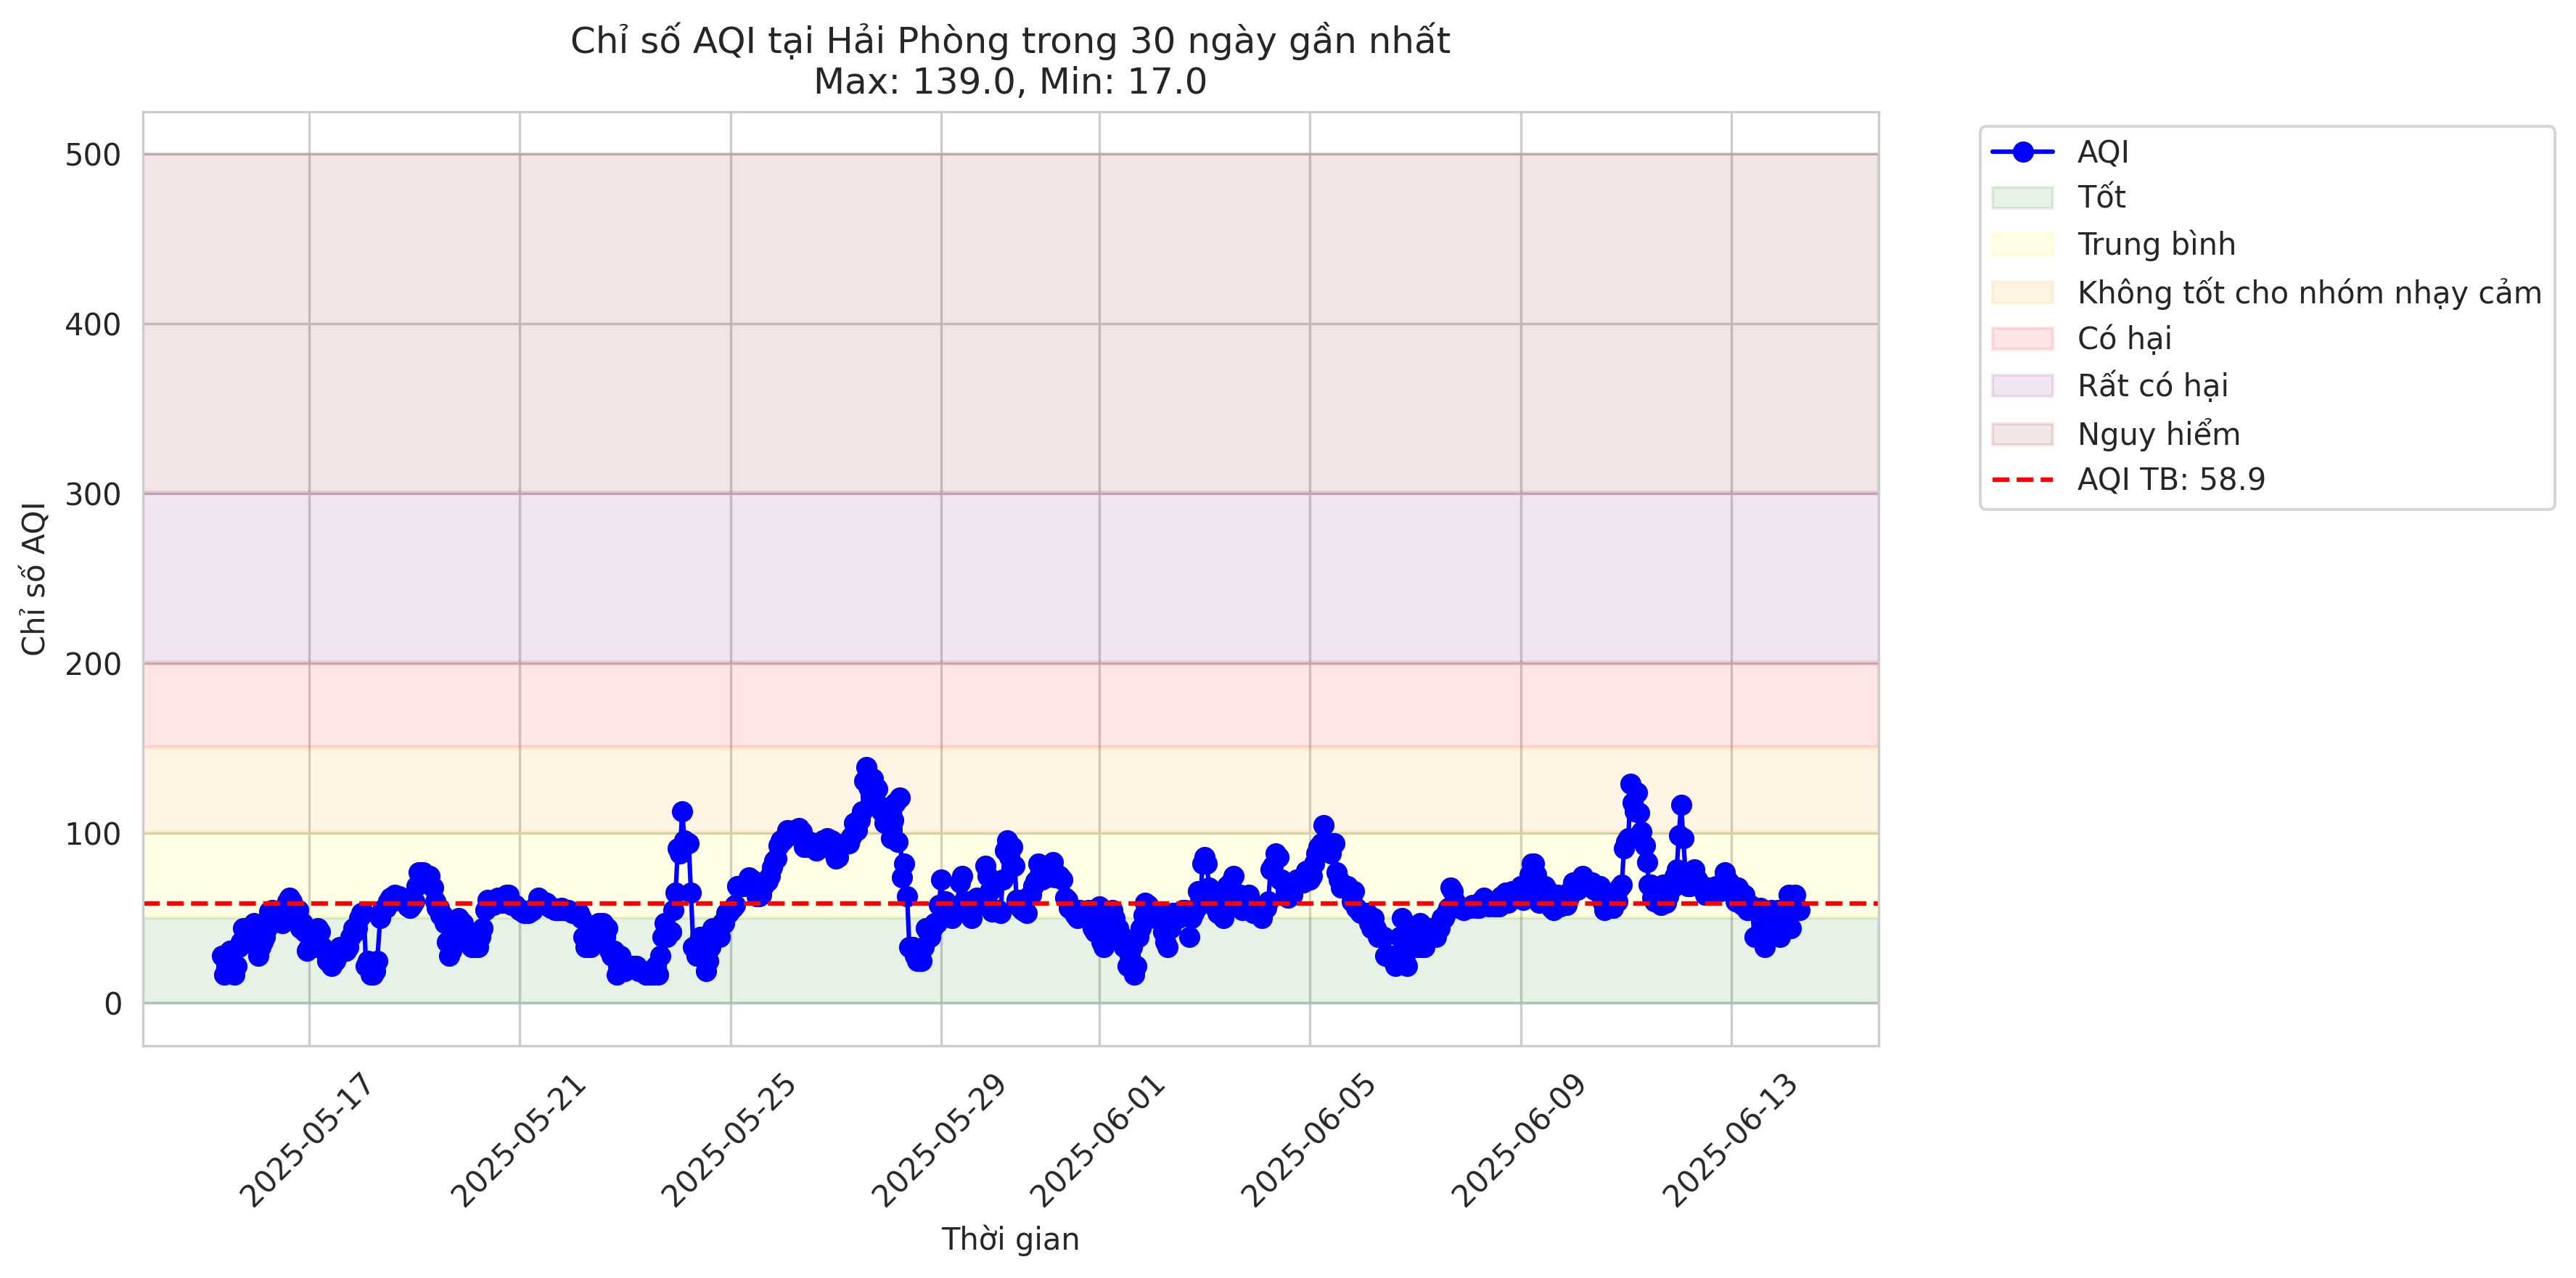 Chỉ số AQI tại Hải Phòng trong 30 ngày gần nhất
Max: 139.0, Min: 17.0
Chỉ số AQI
500
400
300
200
100
0
2025-05-17
2025-05-21
2025-05-25
2025-05-29
2025-06-01
2025-06-05
2025-06-09
2025-06-13
Thời gian
AQI
Tốt
Trung bình
Không tốt cho nhóm nhạy cảm
Có hại
Rất có hại
Nguy hiểm
AQI TB: 58.9